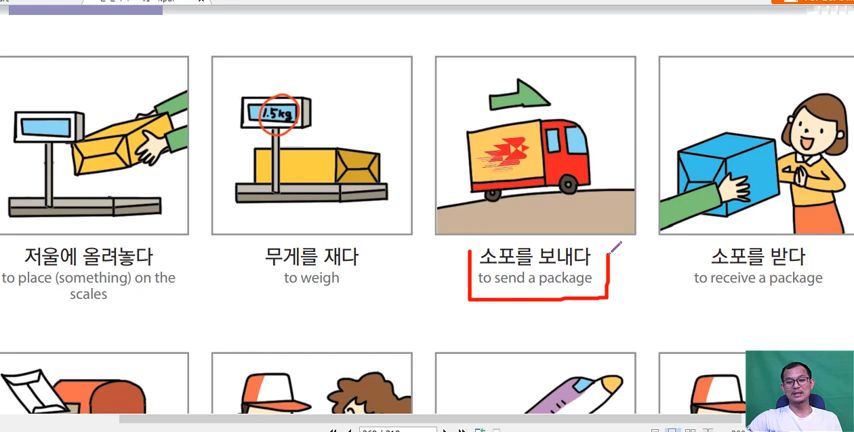 1.5kg
저울에 올려놓다
to place (something) on the
scales
무게를 재다
to weigh
소포를 보내다
to send a package
소포를 받다
to receive a package